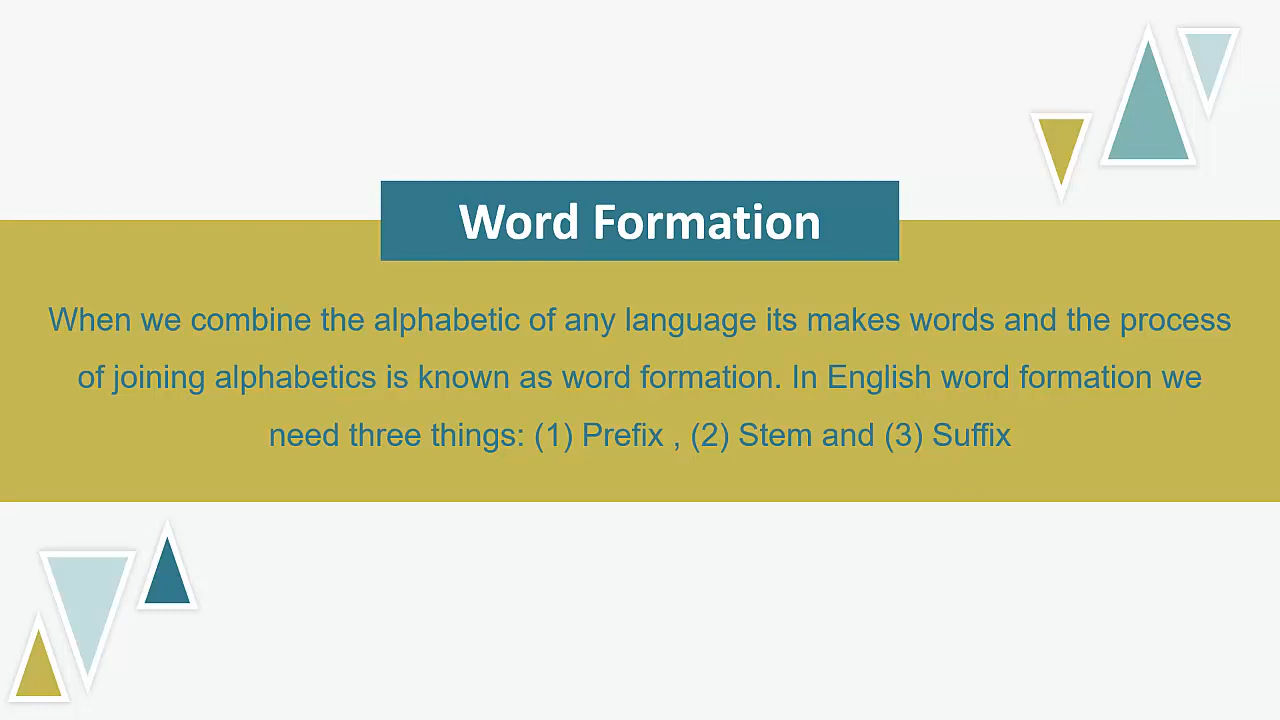 Word Formation
When we combine the alphabetic of any language its makes words and the process
of joining alphabetics is known as word formation. In English word formation we
need three things: (1) Prefix , (2) Stem and (3) Suffix